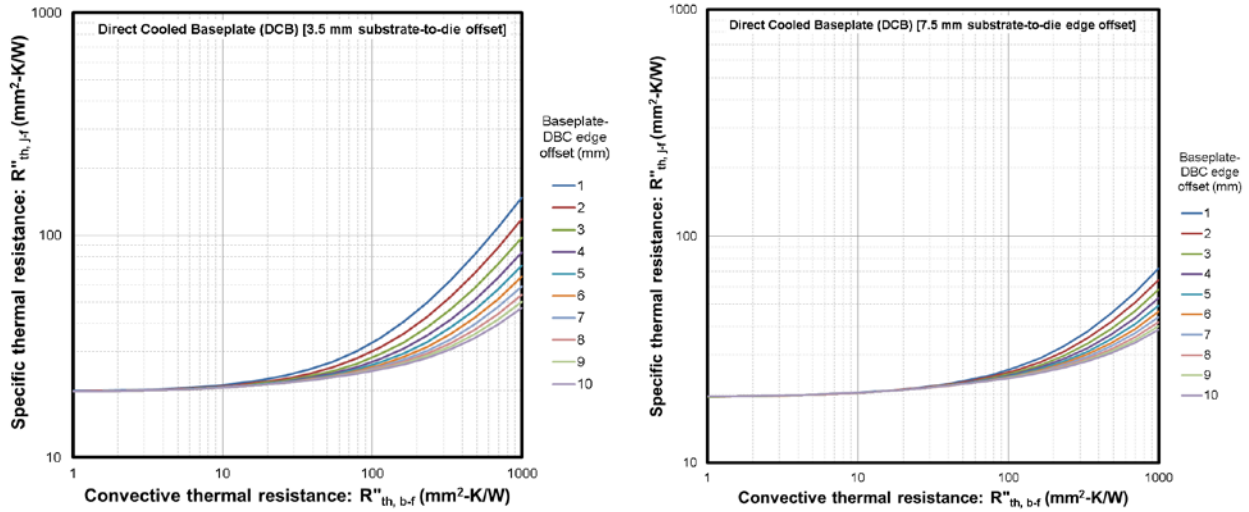 Direct Cooled Baseplate (DCB) [3.5 mm substrate-to-die offset]
1000
100
10
Specific thermal resistance: R"th, j-f (mm2-K/W)
1
10
100
1000
Convective thermal resistance: R"th, b-f (mm2-K/W)
Baseplate-
DBC edge
offset (mm)
1
2
3
4
5
6
7
8
9
10
Direct Cooled Baseplate (DCB) [7.5 mm substrate-to-die edge offset]
1000
100
10
Specific thermal resistance: R"th, j-f (mm2-K/W)
1
10
100
1000
Convective thermal resistance: R"th, b-f (mm2-K/W)
Baseplate-
DBC edge
offset (mm)
1
2
3
4
5
6
7
8
9
10